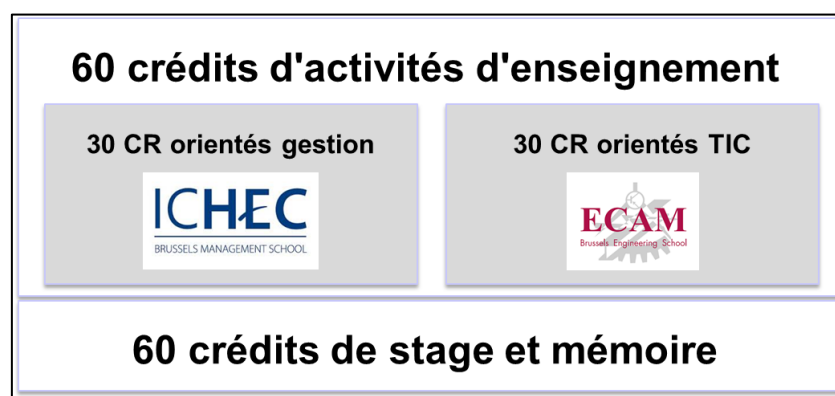 60 crédits d'activités d'enseignement
30 CR orientés gestion
ICHEC
BRUSSELS MANAGEMENT SCHOOL
30 CR orientés TIC
ECAM
Brussels Engineering School
60 crédits de stage et mémoire